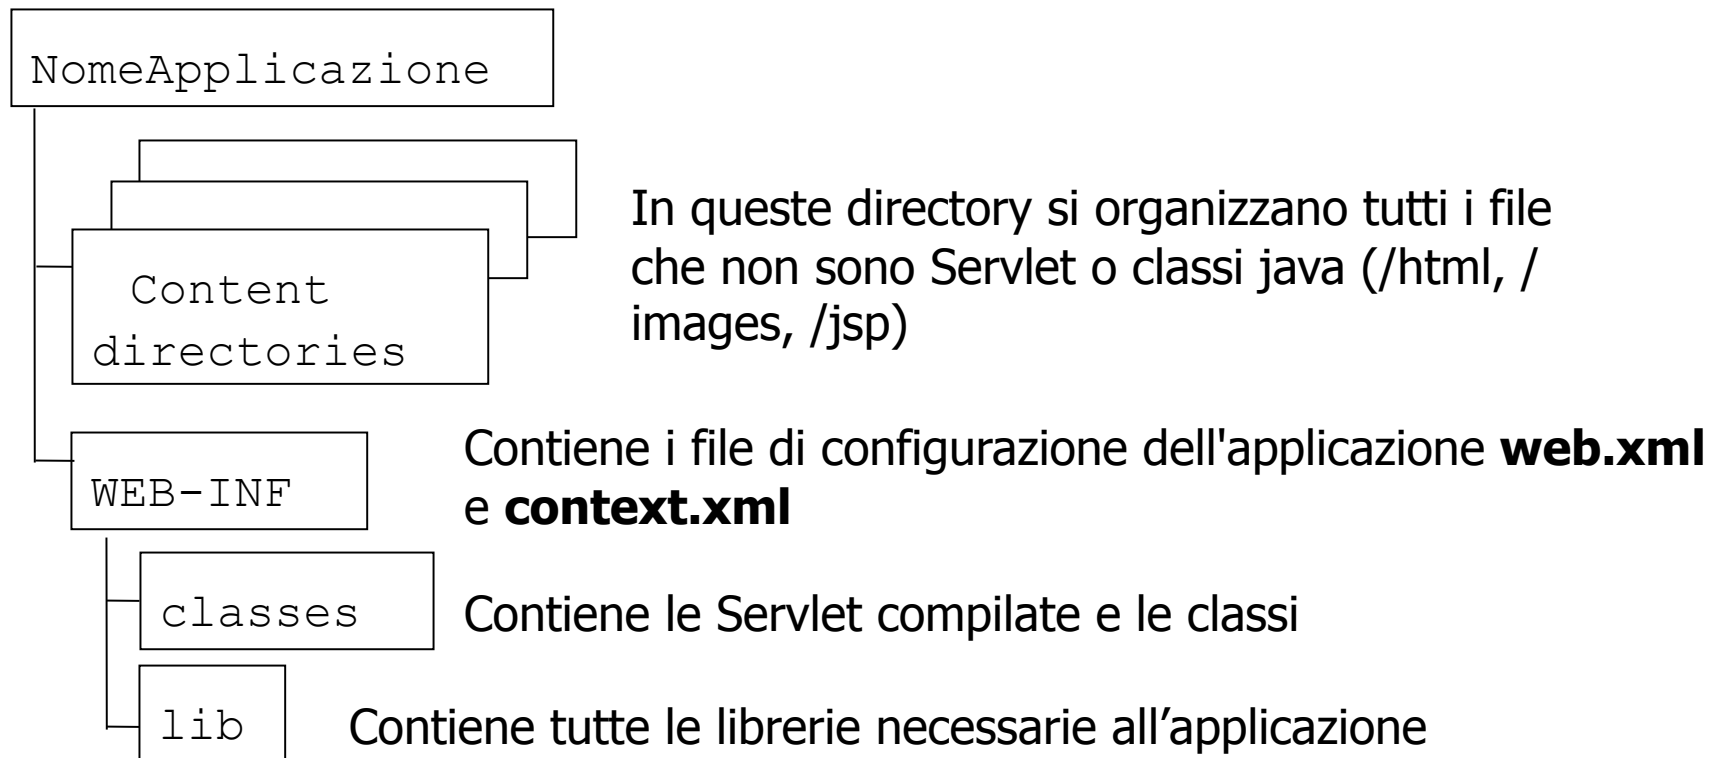 NomeApplicazione
In queste directory si organizzano tutti i file
che non sono Servlet o classi java (/html, /
images, /jsp)
Content
directories
Contiene i file di configurazione dell'applicazione web.xml
e context.xml
WEB-INF
classes
Contiene le Servlet compilate e le classi
lib
Contiene tutte le librerie necessarie all’applicazione